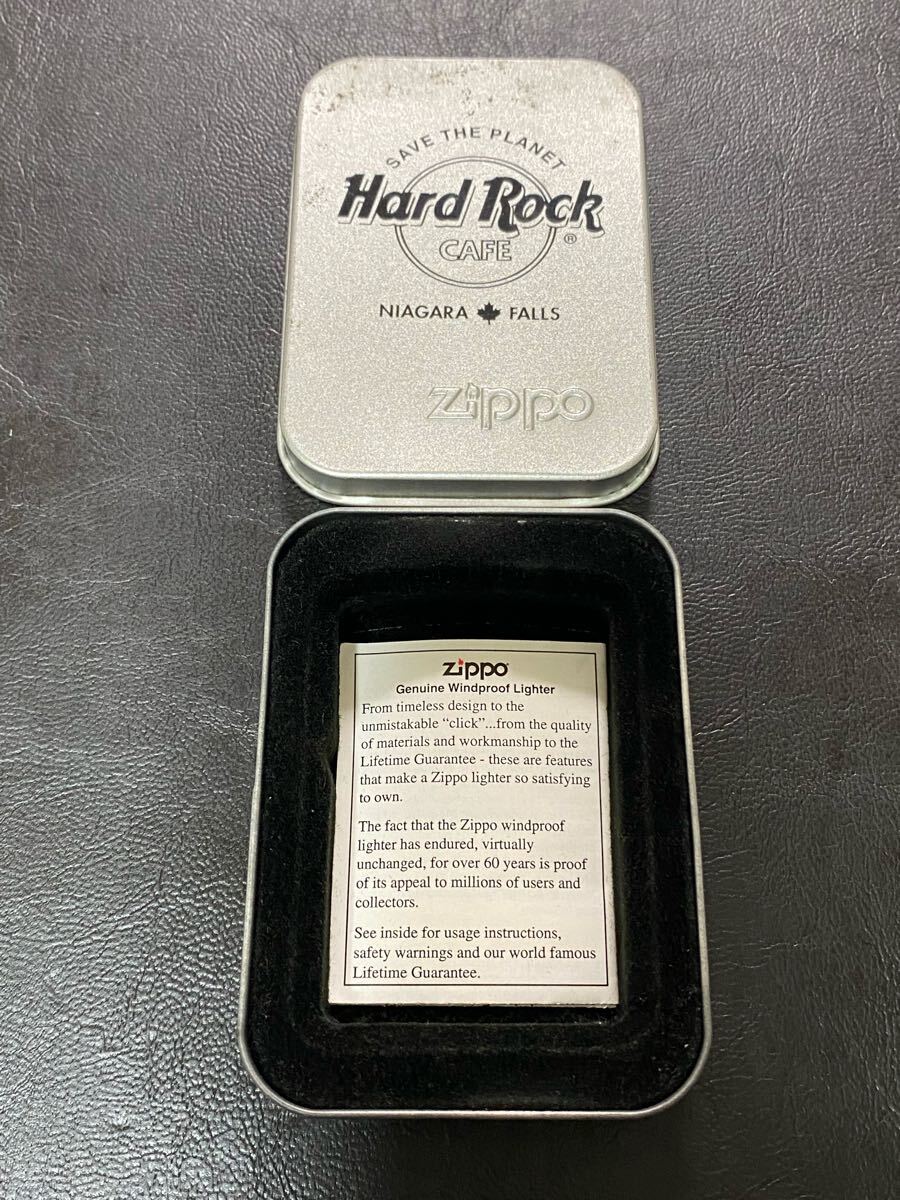 SAVE THE PLANET
Hard Rock
CAFE ®
NIAGARA FALLS
zippo
zippo
Genuine Windproof Lighter
From timeless design to the
unmistakable “click”...from the quality
of materials and workmanship to the
Lifetime Guarantee - these are features
that make a Zippo lighter so satisfying
to own.
The fact that the Zippo windproof
lighter has endured, virtually
unchanged, for over 60 years is proof
of its appeal to millions of users and
collectors.
See inside for usage instructions,
safety warnings and our world famous
Lifetime Guarantee.